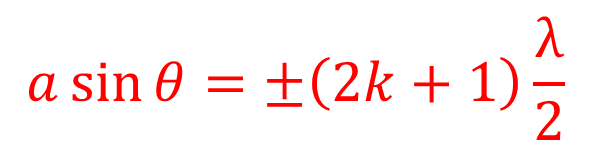 a sin θ = ±(2k + 1) λ/2